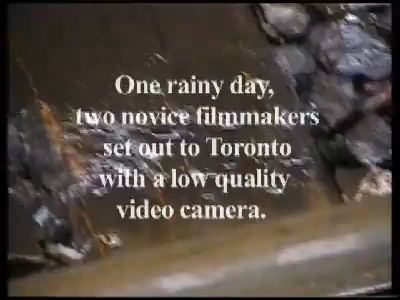 One rainy day,
two novice filmmakers
set out to Toronto
with a low quality
video camera.